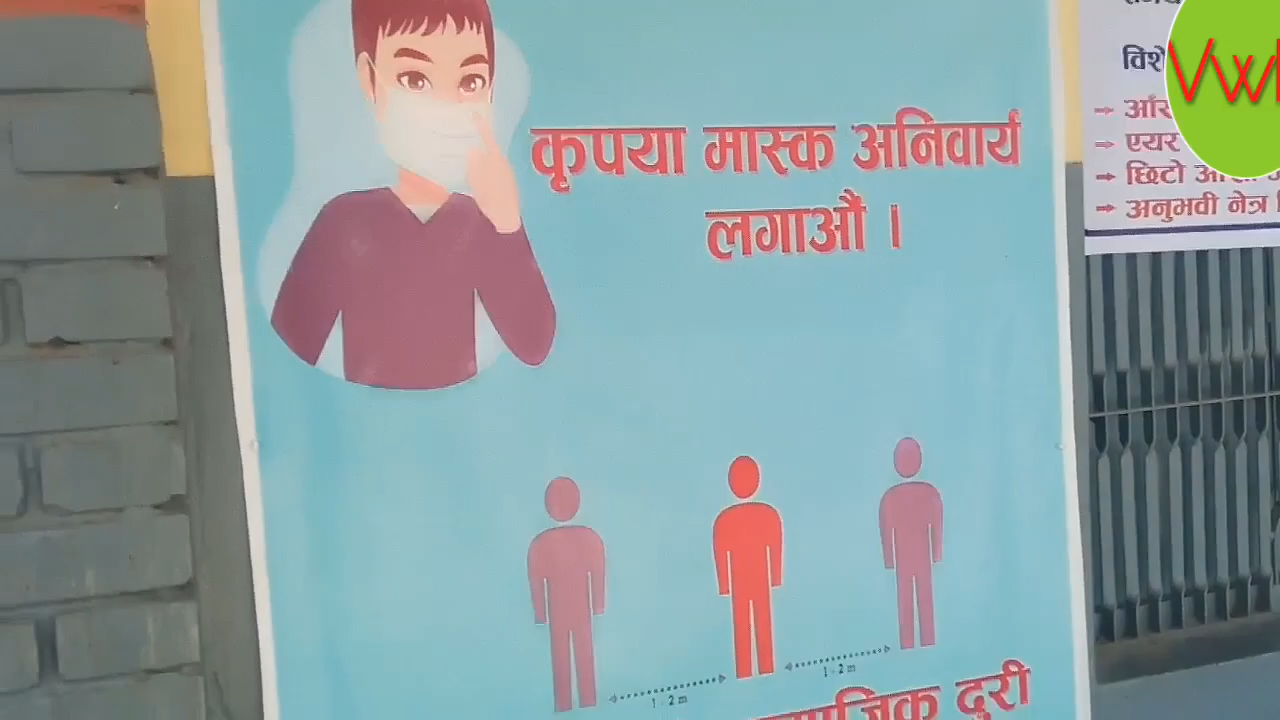 कृपया मास्क अनिवार्य
लगाऔं ।
1-2 m
1-2 m
दुरी
एयर
छिटो
अनुभवी नेत्र